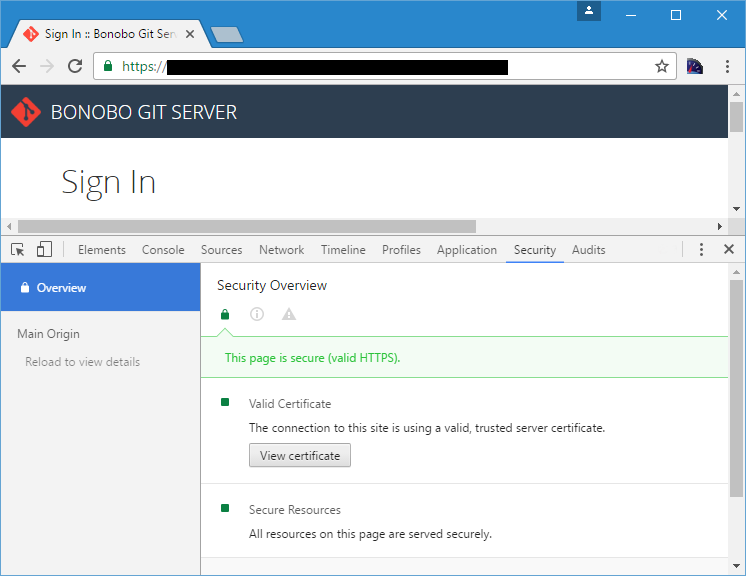 Sign In :: Bonobo Git Ser
https://
BONOBO GIT SERVER
Sign In
Elements Console Sources Network Timeline Profiles Application Security Audits
Overview
Main Origin
Reload to view details
Security Overview
This page is secure (valid HTTPS).
Valid Certificate
The connection to this site is using a valid, trusted server certificate.
View certificate
Secure Resources
All resources on this page are served securely.